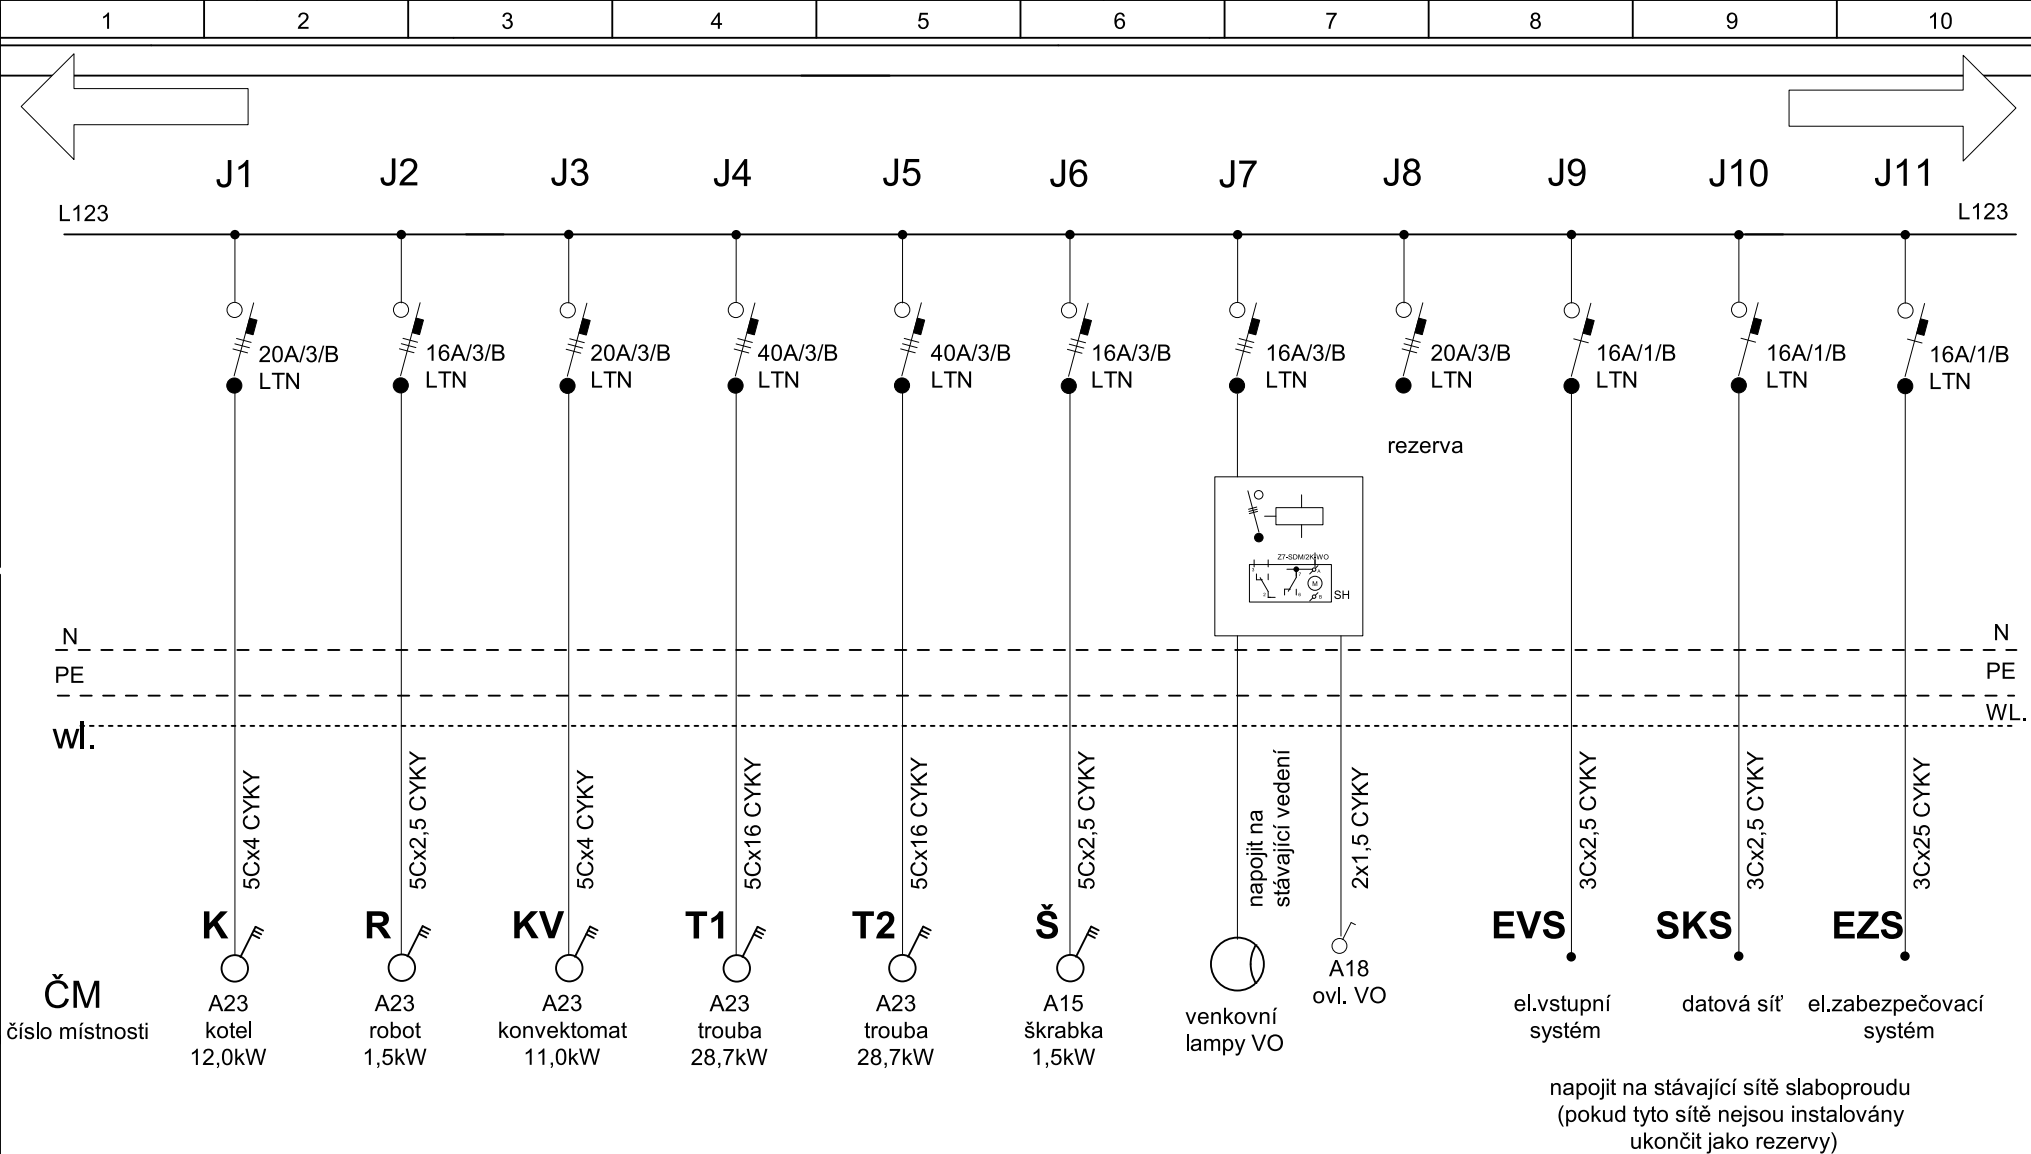 1 2 3 4 5 6 7 8 9 10
J1 J2 J3 J4 J5 J6 J7 J8 J9 J10 J11
L123 L123
20A/3/B 16A/3/B 20A/3/B 40A/3/B 40A/3/B 16A/3/B 16A/3/B 20A/3/B 16A/1/B 16A/1/B 16A/1/B
LTN LTN LTN LTN LTN LTN LTN LTN LTN LTN LTN
rezerva
Z7-SDM/2K/WO
M
SH
N N
PE PE
WL.
Wl.
5Cx4 CYKY
5Cx2,5 CYKY
5Cx4 CYKY
5Cx16 CYKY
5Cx16 CYKY
5Cx2,5 CYKY
napojit na
stávající vedení
2x1,5 CYKY
3Cx2,5 CYKY
3Cx2,5 CYKY
3Cx25 CYKY
K R KV T1 T2 Š EVS SKS EZS
ČM
číslo místnosti
A23
kotel
12,0kW
A23
robot
1,5kW
A23
konvektomat
11,0kW
A23
trouba
28,7kW
A23
trouba
28,7kW
A15
škrabka
1,5kW
venkovní
lampy VO
A18
ovl. VO
el.vstupní
systém
datová síť
el.zabezpečovací
systém
napojit na stávající sítě slaboproudu
(pokud tyto sítě nejsou instalovány
ukončit jako rezervy)